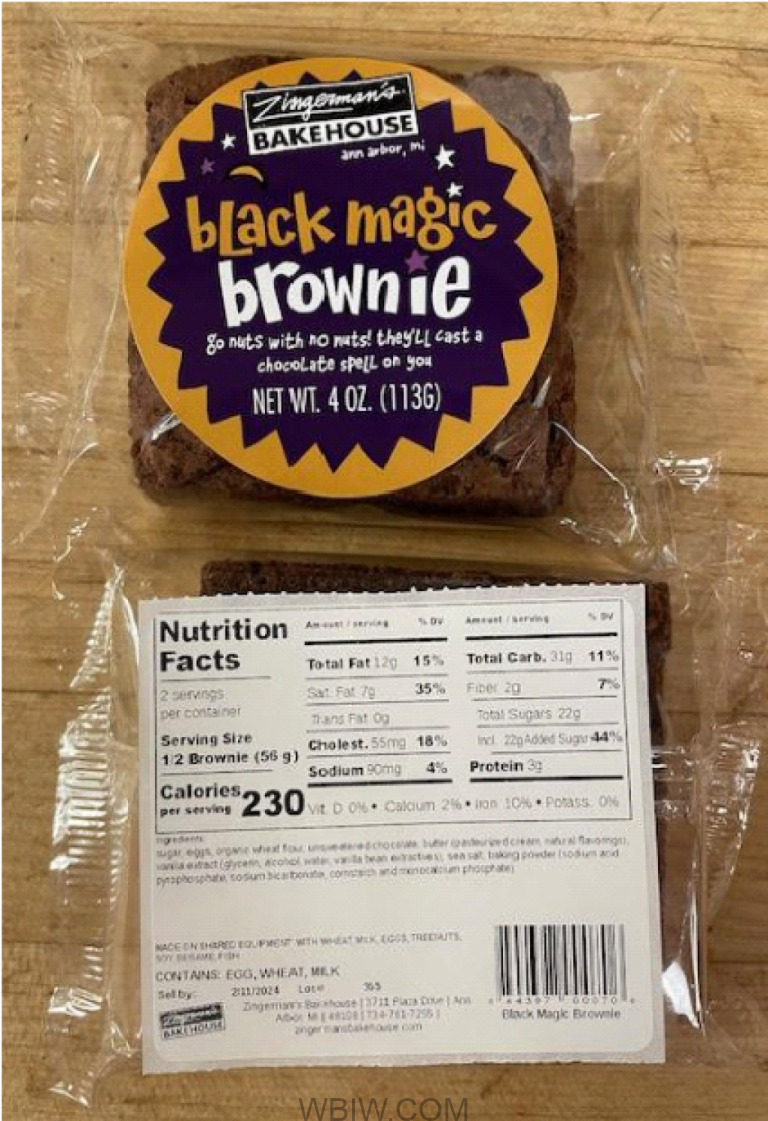 Zingerman's
BAKEHOUSE
ann arbor, mi
black magic
brownie
go nuts with no nuts! they'll cast a
chocolate spell on you
NET WT. 4 OZ. (113G)
Nutrition
Facts
2 servings
per container
Serving Size
1/2 Brownie (56 g)
Calories
per serving 230
Amount / serving % DV
Total Fat 12g 15%
Sat. Fat 7g 35%
Trans Fat 0g
Cholest. 55mg 18%
Sodium 90mg 4%
Amount / serving % DV
Total Carb. 31g 11%
Fiber 2g 7%
Total Sugars 22g
Incl. 22g Added Sugar 44%
Protein 3g
Vit. D 0% • Calcium 2% • Iron 10% • Potass. 0%
ingredients:
sugar, eggs, organic wheat flour, unsweetened chocolate, butter (pasteurized cream, natural flavorings),
vanilla extract (glycerin, alcohol, water, vanilla bean extractives), sea salt, baking powder (sodium acid
pyrophosphate, sodium bicarbonate, cornstarch and monocalcium phosphate)
MADE ON SHARED EQUIPMENT WITH WHEAT, MILK, EGGS, TREENUTS,
SOY, SESAME, FISH
CONTAINS: EGG, WHEAT, MILK
Sell by: 2/11/2024 Lot# 355
Zingerman's Bakehouse | 3711 Plaza Drive | Ann
Arbor, MI | 48108 | 734-761-7255 |
zingermansbakehouse.com
Zingerman's
BAKEHOUSE
Black Magic Brownie
WBIW.COM